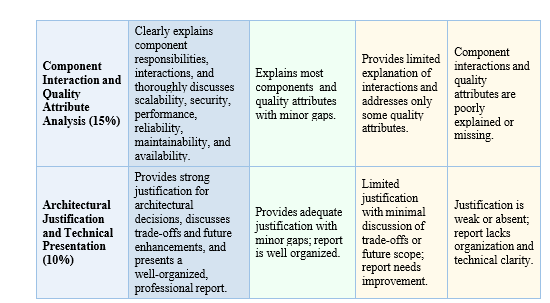 Component
Interaction and
Quality
Attribute
Analysis (15%)
Clearly explains
component
responsibilities,
interactions, and
thoroughly discusses
scalability, security,
performance,
reliability,
maintainability, and
availability.
Explains most
components and
quality attributes
with minor gaps.
Provides limited
explanation of
interactions and
addresses only
some quality
attributes.
Component
interactions and
quality
attributes are
poorly
explained or
missing.
Architectural
Justification
and Technical
Presentation
(10%)
Provides strong
justification for
architectural
decisions, discusses
trade-offs and future
enhancements, and
presents a
well-organized,
professional report.
Provides adequate
justification with
minor gaps; report
is well organized.
Limited
justification
with minimal
discussion of
trade-offs or
future scope;
report needs
improvement.
Justification is
weak or absent;
report lacks
organization and
technical clarity.